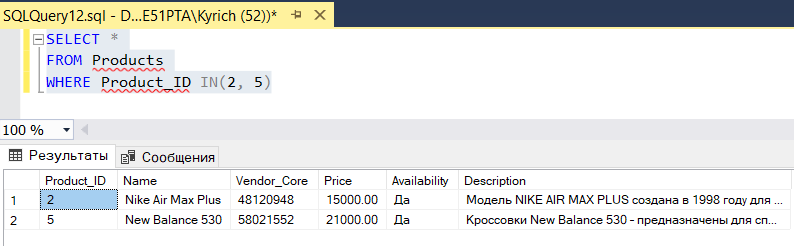 SQLQuery12.sql - D...E51PTA\Kyrich (52))*
SELECT *
FROM Products
WHERE Product_ID IN(2, 5)
100 %
Результаты Сообщения
Product_ID Name Vendor_Core Price Availability Description
1 2 Nike Air Max Plus 48120948 15000.00 Да Модель NIKE AIR MAX PLUS создана в 1998 году для ...
2 5 New Balance 530 58021552 21000.00 Да Кроссовки New Balance 530 - предназначены для сп...